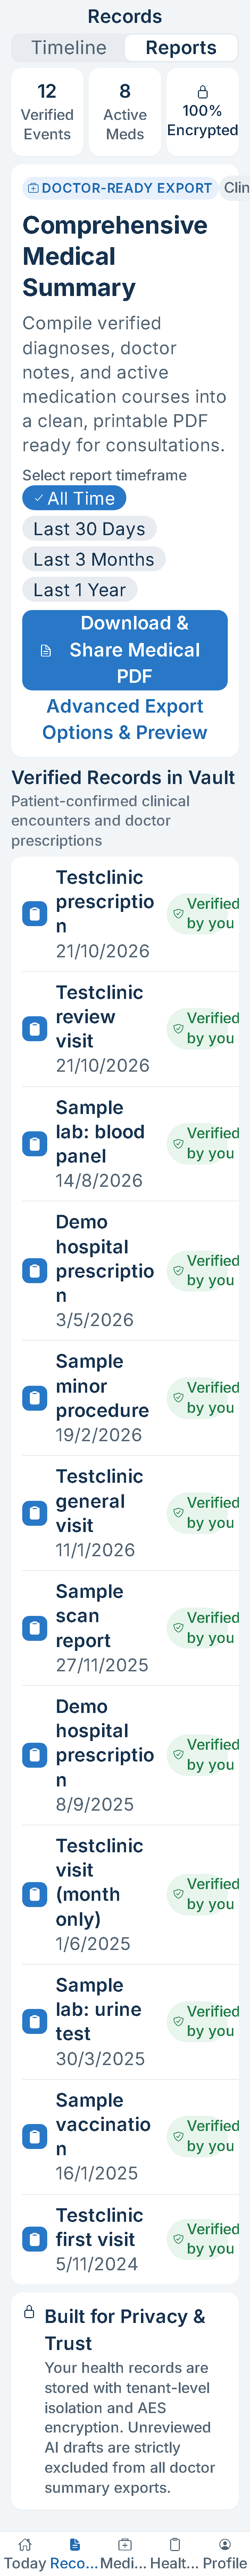 Records
Timeline
Reports
12
Verified
Events
8
Active
Meds
100%
Encrypted
DOCTOR-READY EXPORT
Clin
Comprehensive
Medical
Summary
Compile verified
diagnoses, doctor
notes, and active
medication courses into
a clean, printable PDF
ready for consultations.
Select report timeframe
All Time
Last 30 Days
Last 3 Months
Last 1 Year
Download &
Share Medical
PDF
Advanced Export
Options & Preview
Verified Records in Vault
Patient-confirmed clinical
encounters and doctor
prescriptions
Testclinic
prescriptio
n
21/10/2026
Verified
by you
Testclinic
review
visit
21/10/2026
Verified
by you
Sample
lab: blood
panel
14/8/2026
Verified
by you
Demo
hospital
prescriptio
n
3/5/2026
Verified
by you
Sample
minor
procedure
19/2/2026
Verified
by you
Testclinic
general
visit
11/1/2026
Verified
by you
Sample
scan
report
27/11/2025
Verified
by you
Demo
hospital
prescriptio
n
8/9/2025
Verified
by you
Testclinic
visit
(month
only)
1/6/2025
Verified
by you
Sample
lab: urine
test
30/3/2025
Verified
by you
Sample
vaccinatio
n
16/1/2025
Verified
by you
Testclinic
first visit
5/11/2024
Verified
by you
Built for Privacy &
Trust
Your health records are
stored with tenant-level
isolation and AES
encryption. Unreviewed
AI drafts are strictly
excluded from all doctor
summary exports.
Today
Reco...
Medi...
Healt...
Profile